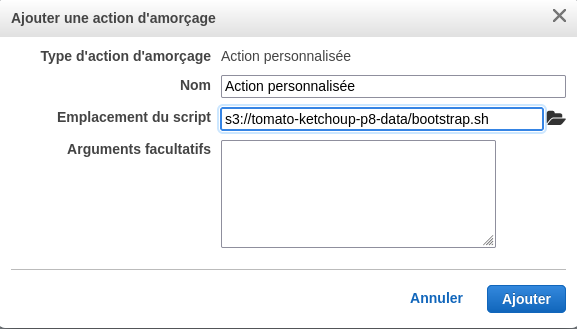 Ajouter une action d'amorçage
Type d'action d'amorçage Action personnalisée
Nom Action personnalisée
Emplacement du script s3://tomato-ketchoup-p8-data/bootstrap.sh
Arguments facultatifs
Annuler Ajouter